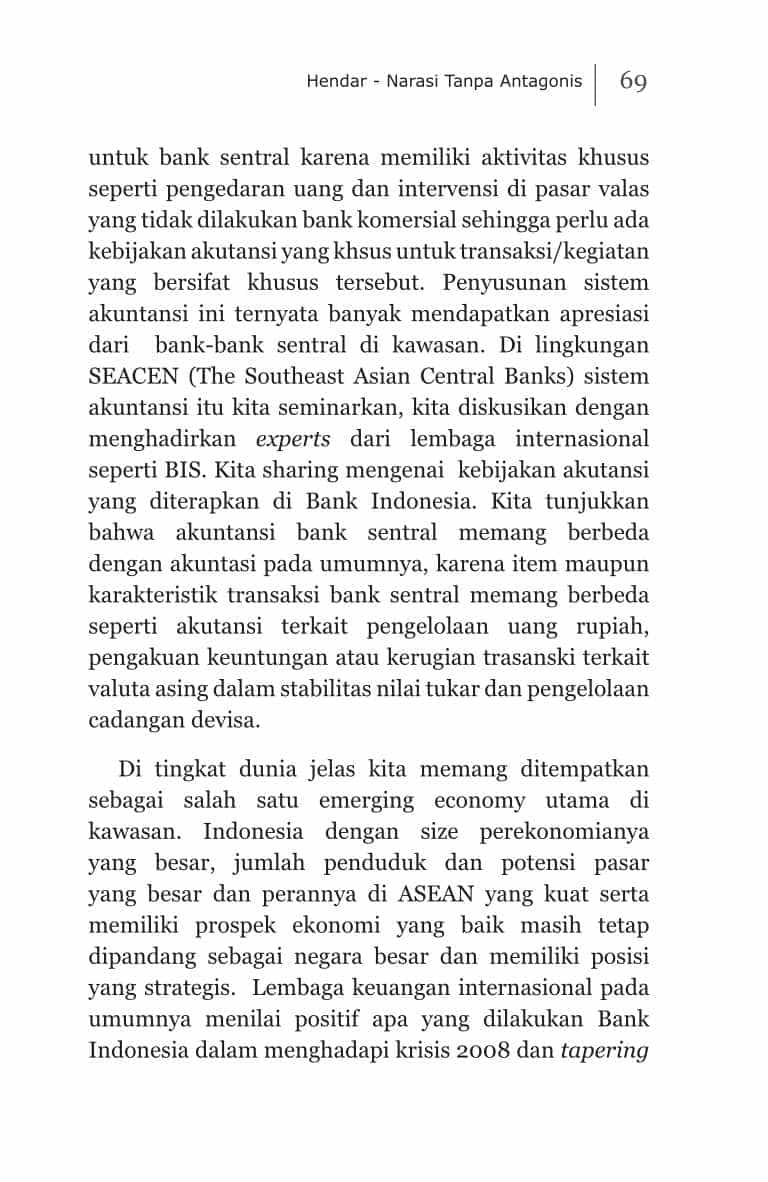 Hendar - Narasi Tanpa Antagonis 69
untuk bank sentral karena memiliki aktivitas khusus
seperti pengedaran uang dan intervensi di pasar valas
yang tidak dilakukan bank komersial sehingga perlu ada
kebijakan akutansi yang khsus untuk transaksi/kegiatan
yang bersifat khusus tersebut. Penyusunan sistem
akuntansi ini ternyata banyak mendapatkan apresiasi
dari bank-bank sentral di kawasan. Di lingkungan
SEACEN (The Southeast Asian Central Banks) sistem
akuntansi itu kita seminarkan, kita diskusikan dengan
menghadirkan experts dari lembaga internasional
seperti BIS. Kita sharing mengenai kebijakan akutansi
yang diterapkan di Bank Indonesia. Kita tunjukkan
bahwa akuntansi bank sentral memang berbeda
dengan akuntasi pada umumnya, karena item maupun
karakteristik transaksi bank sentral memang berbeda
seperti akutansi terkait pengelolaan uang rupiah,
pengakuan keuntungan atau kerugian trasanski terkait
valuta asing dalam stabilitas nilai tukar dan pengelolaan
cadangan devisa.
Di tingkat dunia jelas kita memang ditempatkan
sebagai salah satu emerging economy utama di
kawasan. Indonesia dengan size perekonomianya
yang besar, jumlah penduduk dan potensi pasar
yang besar dan perannya di ASEAN yang kuat serta
memiliki prospek ekonomi yang baik masih tetap
dipandang sebagai negara besar dan memiliki posisi
yang strategis. Lembaga keuangan internasional pada
umumnya menilai positif apa yang dilakukan Bank
Indonesia dalam menghadapi krisis 2008 dan tapering